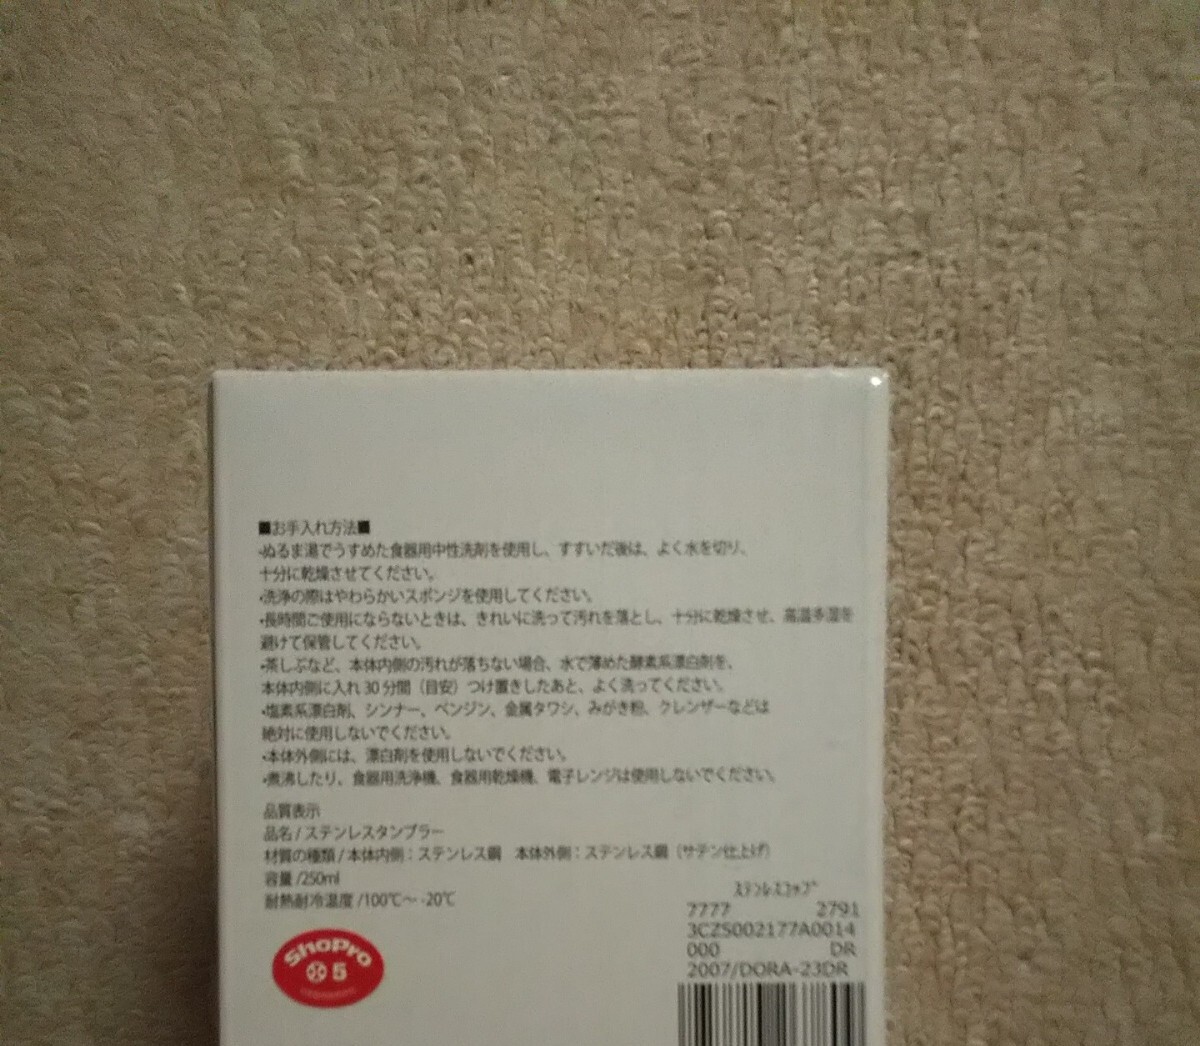 ■お手入れ方法■
・ぬるま湯でうすめた食器用中性洗剤を使用し、すすいだ後は、よく水を切り、
十分に乾燥させてください。
・洗浄の際はやわらかいスポンジを使用してください。
・長時間ご使用にならないときは、きれいに洗って汚れを落とし、十分に乾燥させ、高温多湿を
避けて保管してください。
・茶しぶなど、本体内側の汚れが落ちない場合、水で薄めた酸素系漂白剤を、
本体内側に入れ30分間（目安）つけ置きしたあと、よく洗ってください。
・塩素系漂白剤、シンナー、ベンジン、金属タワシ、みがき粉、クレンザーなどは
絶対に使用しないでください。
・本体外側には、漂白剤を使用しないでください。
・煮沸したり、食器用洗浄機、食器用乾燥機、電子レンジは使用しないでください。
品質表示
品名/ステンレスタンブラー
材質の種類/本体内側：ステンレス鋼 本体外側：ステンレス鋼（サテン仕上げ）
容量/250ml
耐熱耐冷温度/100℃～-20℃
ｽﾃﾝﾚｽｺｯﾌﾟ
7777 2791
3CZS002177A0014
000 DR
2007/DORA-23DR
ShoPro
5